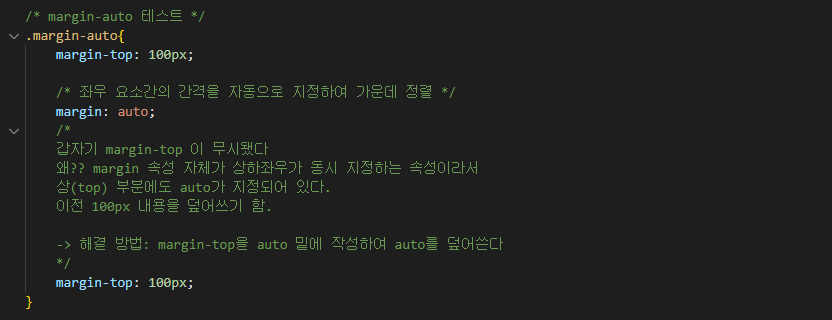 /* margin-auto 테스트 */
.margin-auto{
margin-top: 100px;
/* 좌우 요소간의 간격을 자동으로 지정하여 가운데 정렬 */
margin: auto;
/*
갑자기 margin-top 이 무시됐다
왜?? margin 속성 자체가 상하좌우가 동시 지정하는 속성이라서
상(top) 부분에도 auto가 지정되어 있다.
이전 100px 내용을 덮어쓰기 함.
-> 해결 방법: margin-top을 auto 밑에 작성하여 auto를 덮어쓴다
*/
margin-top: 100px;
}